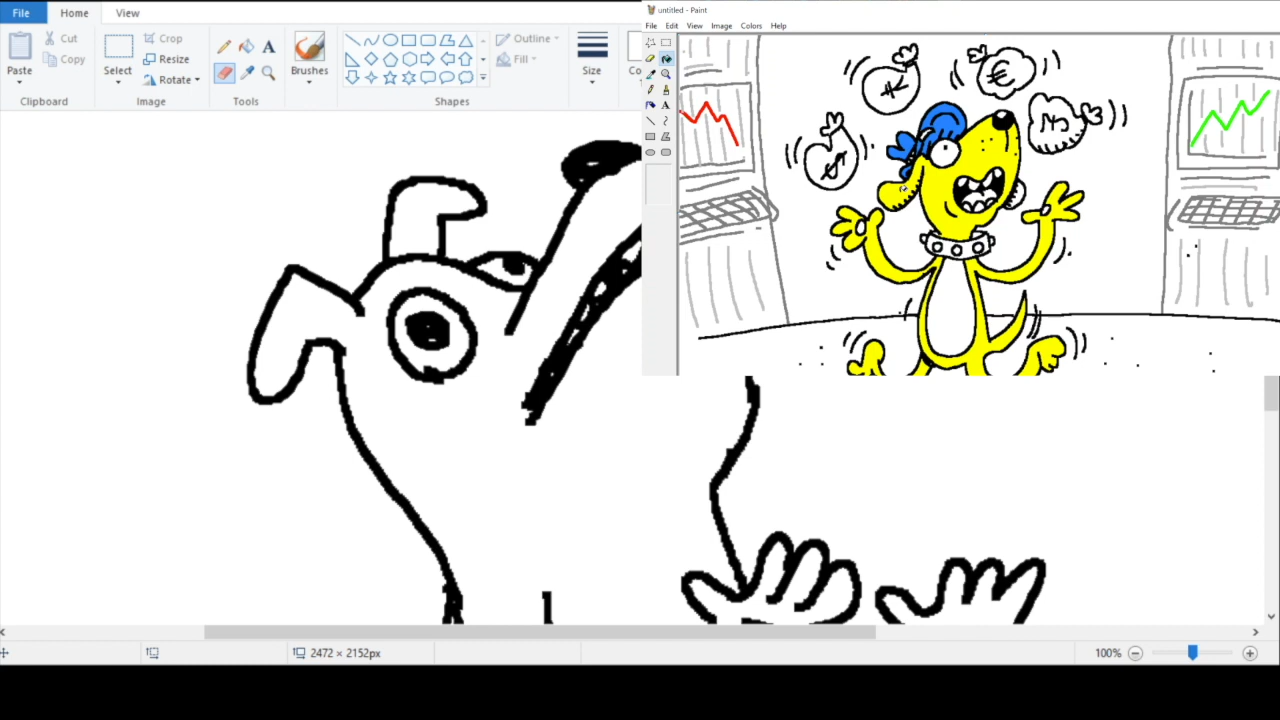 File Home View
Cut
Copy
Paste
Clipboard
Crop
Resize
Rotate
Select
Image
A
Tools
Brushes
Outline
Fill
Shapes
Size
Co
untitled - Paint
File Edit View Image Colors Help
A
€
$
2472 × 2152px
100%